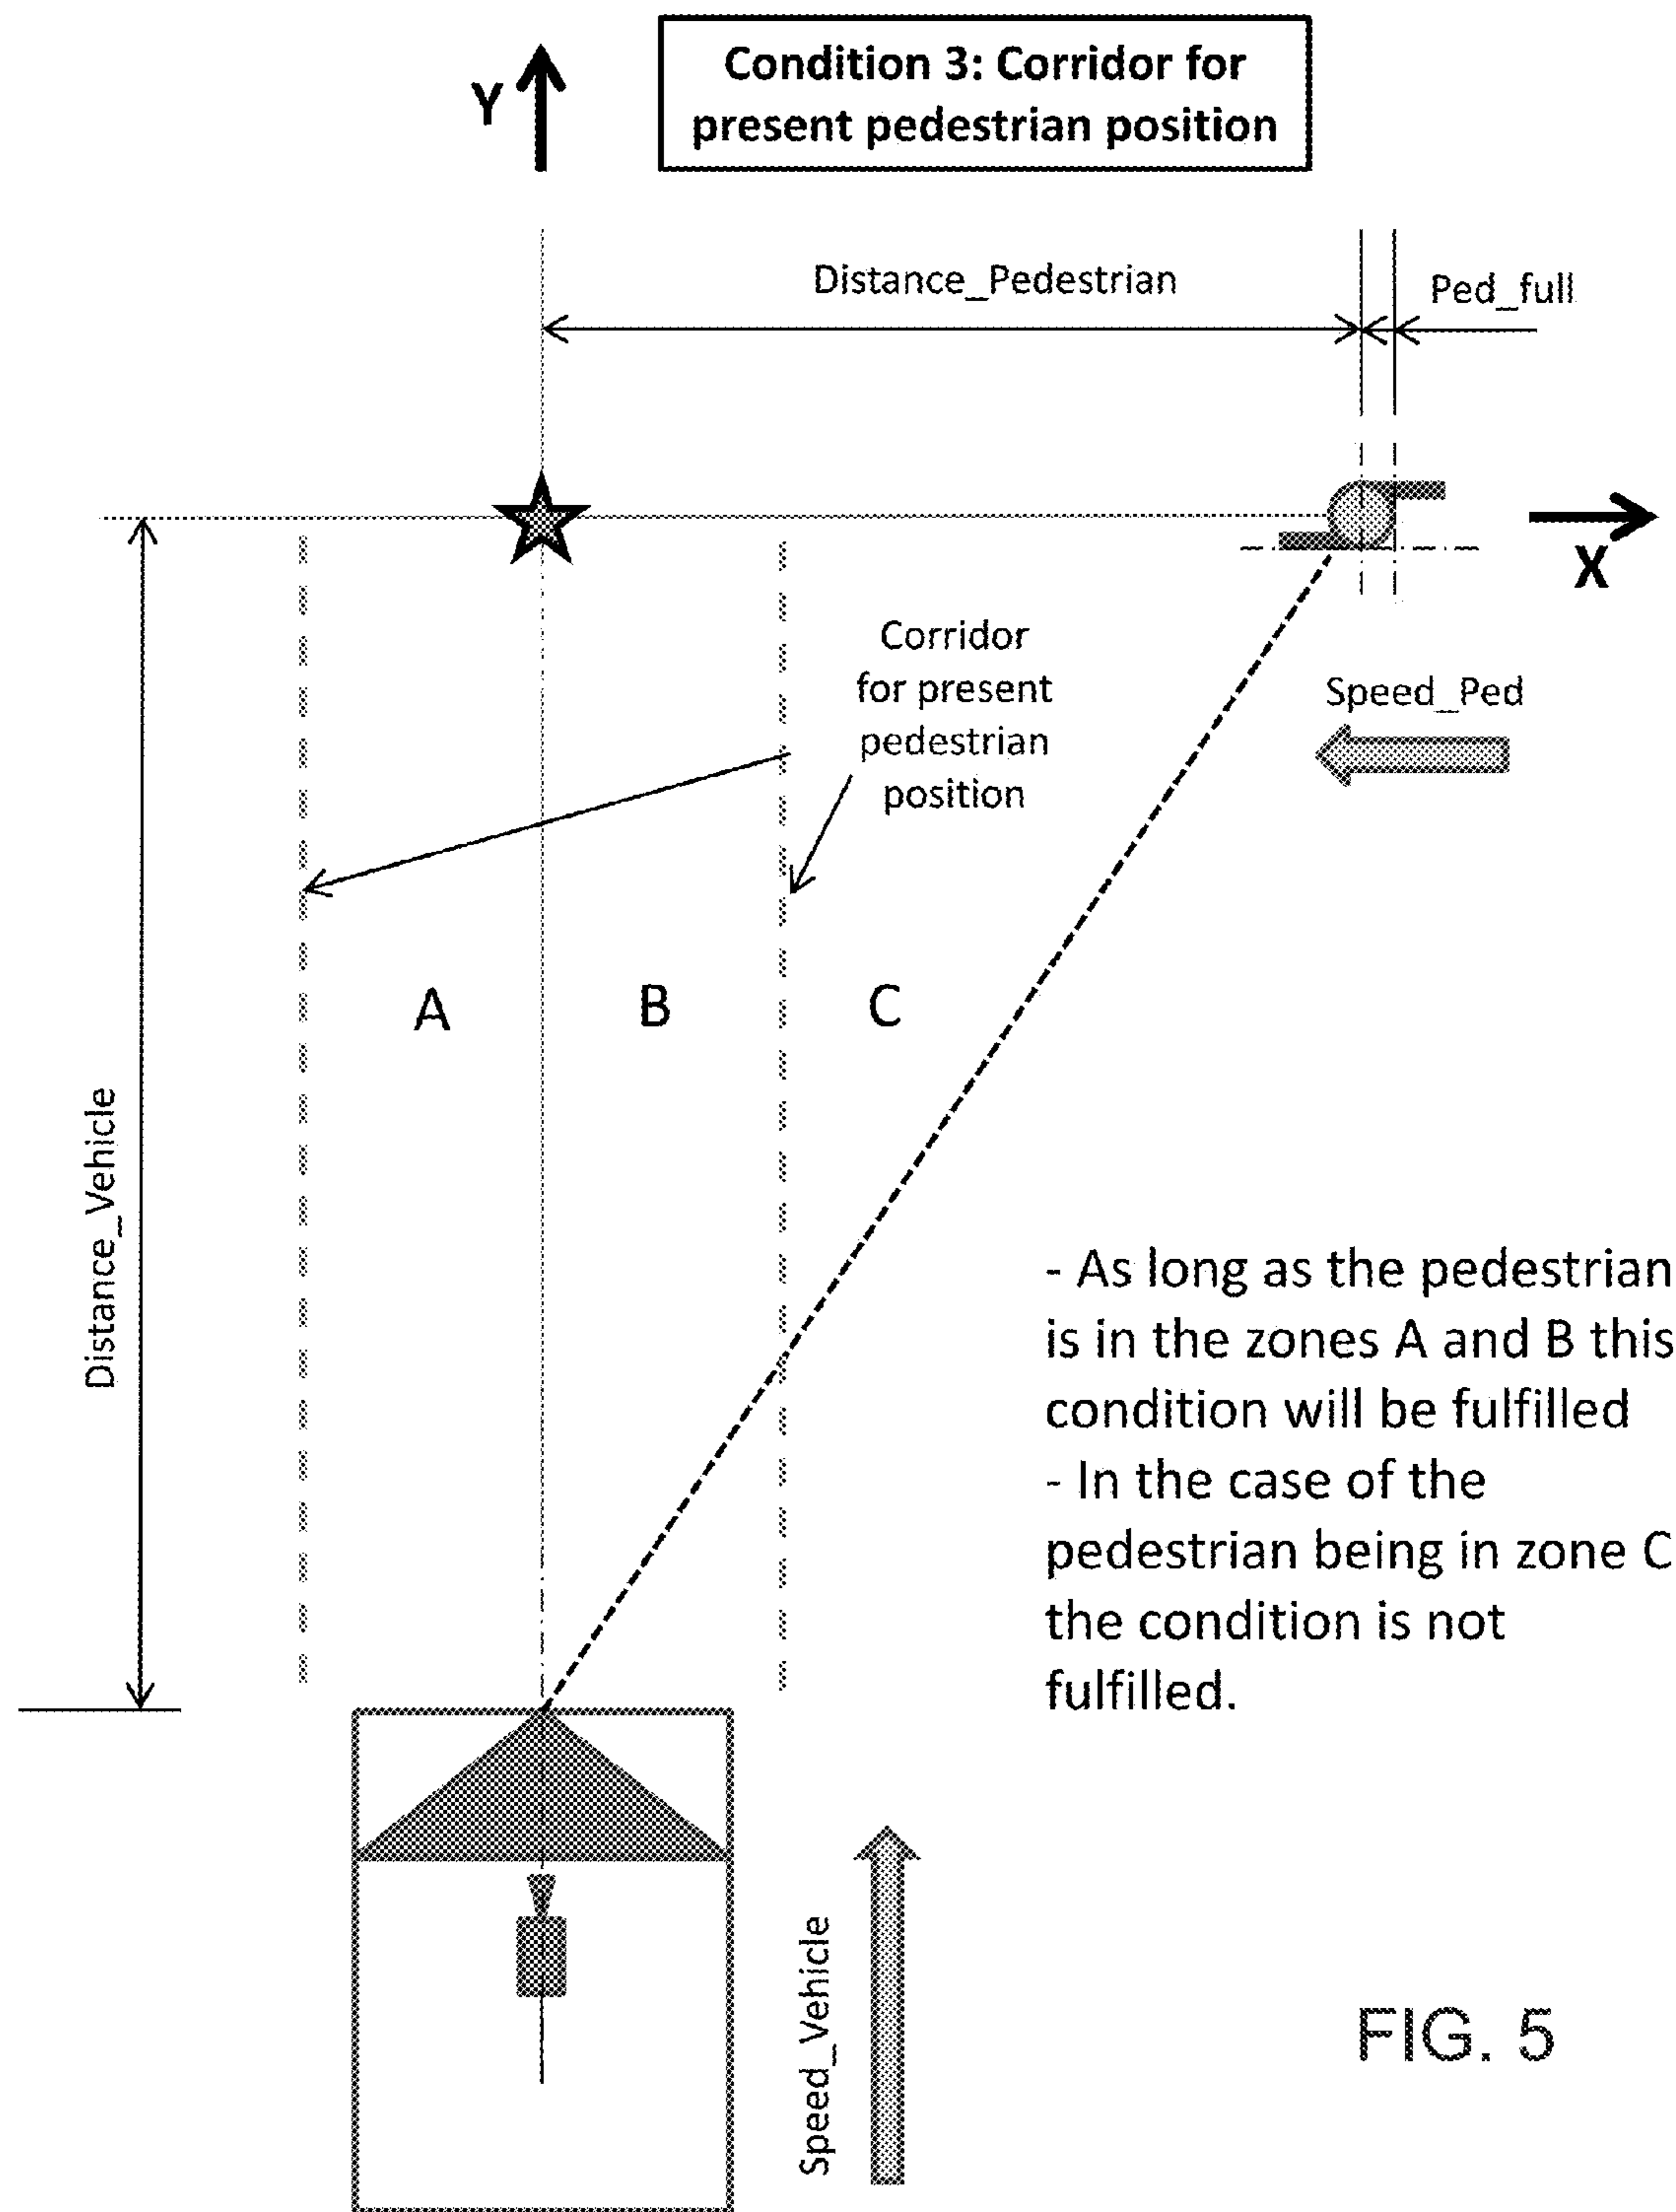 Condition 3: Corridor for
present pedestrian position
Y
Distance_Pedestrian
Ped_full
X
Corridor
for present
pedestrian
position
Speed_Ped
A
B
C
Distance_Vehicle
- As long as the pedestrian
is in the zones A and B this
condition will be fulfilled
- In the case of the
pedestrian being in zone C
the condition is not
fulfilled.
Speed_Vehicle
FIG. 5